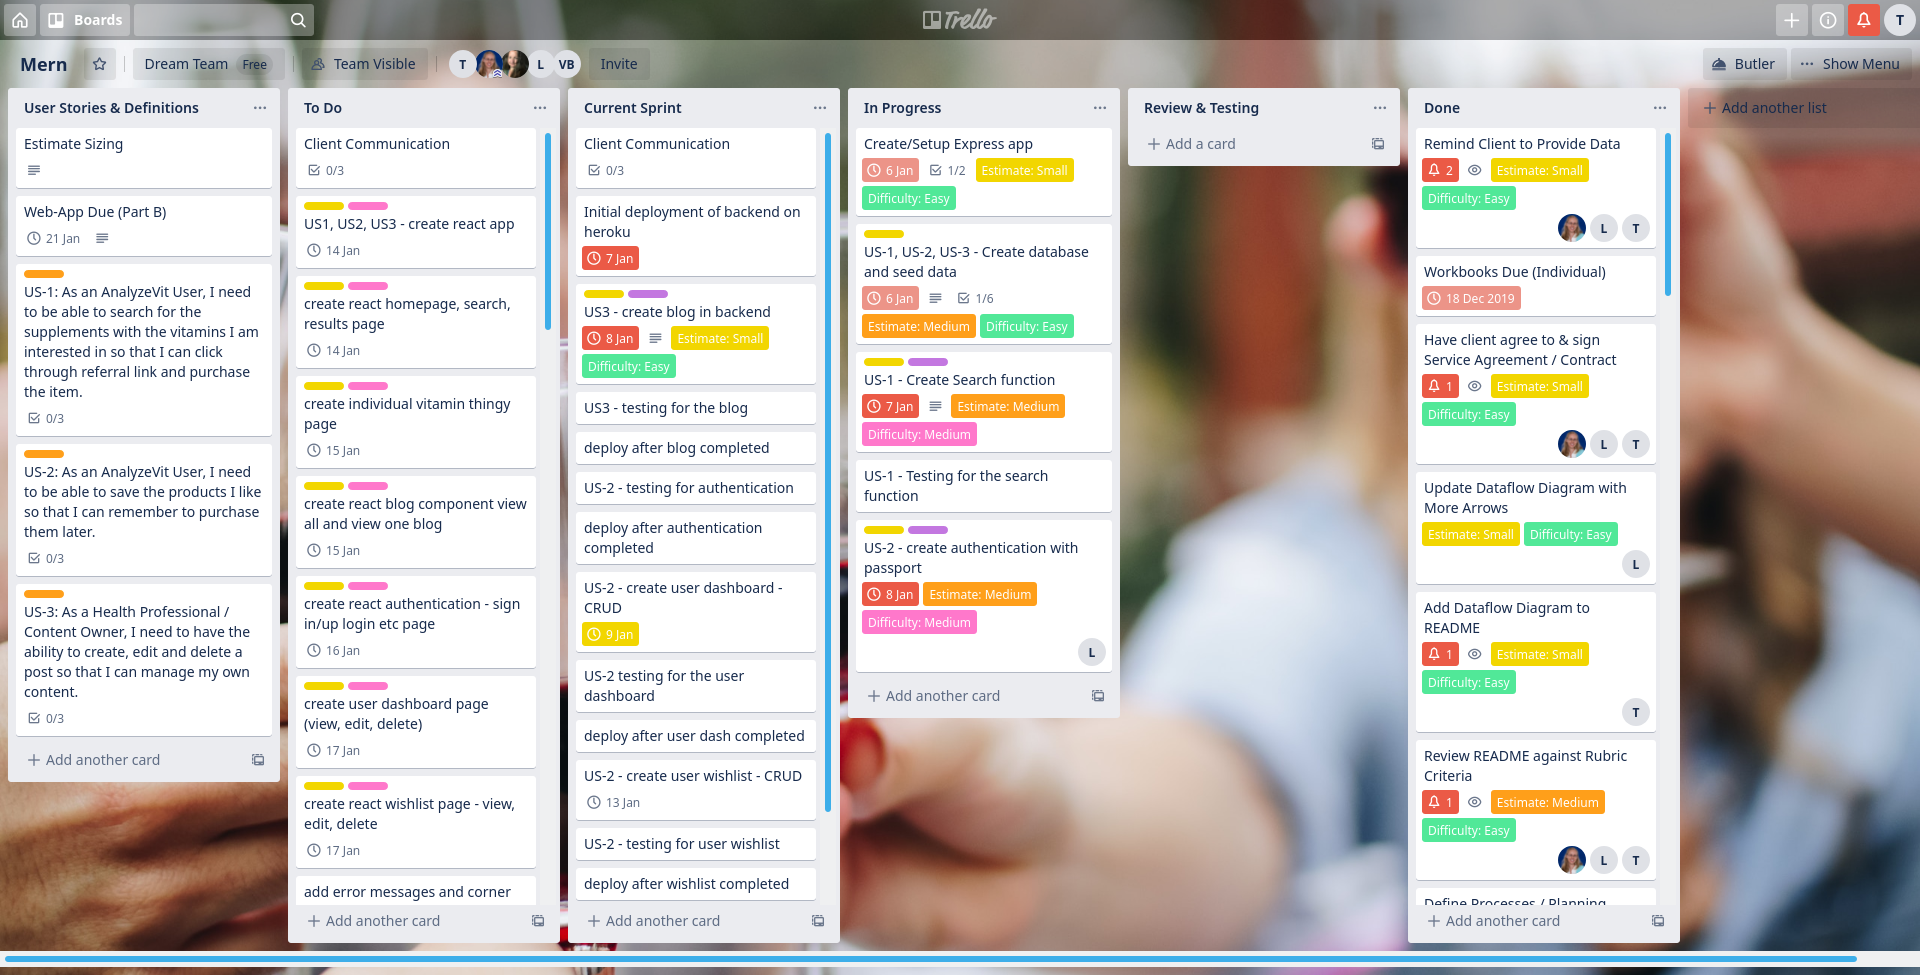 Boards
Trello
T
Mern
Dream Team Free
Team Visible
T
L
VB
Invite
Butler
Show Menu
User Stories & Definitions
Estimate Sizing
Web-App Due (Part B)
21 Jan
US-1: As an AnalyzeVit User, I need
to be able to search for the
supplements with the vitamins I am
interested in so that I can click
through referral link and purchase
the item.
0/3
US-2: As an AnalyzeVit User, I need
to be able to save the products I like
so that I can remember to purchase
them later.
0/3
US-3: As a Health Professional /
Content Owner, I need to have the
ability to create, edit and delete a
post so that I can manage my own
content.
0/3
Add another card
To Do
Client Communication
0/3
US1, US2, US3 - create react app
14 Jan
create react homepage, search,
results page
14 Jan
create individual vitamin thingy
page
15 Jan
create react blog component view
all and view one blog
15 Jan
create react authentication - sign
in/up login etc page
16 Jan
create user dashboard page
(view, edit, delete)
17 Jan
create react wishlist page - view,
edit, delete
17 Jan
add error messages and corner
Add another card
Current Sprint
Client Communication
0/3
Initial deployment of backend on
heroku
7 Jan
US3 - create blog in backend
8 Jan Estimate: Small
Difficulty: Easy
US3 - testing for the blog
deploy after blog completed
US-2 - testing for authentication
deploy after authentication
completed
US-2 - create user dashboard -
CRUD
9 Jan
US-2 testing for the user
dashboard
deploy after user dash completed
US-2 - create user wishlist - CRUD
13 Jan
US-2 - testing for user wishlist
deploy after wishlist completed
Add another card
In Progress
Create/Setup Express app
6 Jan 1/2 Estimate: Small
Difficulty: Easy
US-1, US-2, US-3 - Create database
and seed data
6 Jan 1/6
Estimate: Medium Difficulty: Easy
US-1 - Create Search function
7 Jan Estimate: Medium
Difficulty: Medium
US-1 - Testing for the search
function
US-2 - create authentication with
passport
8 Jan Estimate: Medium
Difficulty: Medium
L
Add another card
Review & Testing
Add a card
Done
Remind Client to Provide Data
2 Estimate: Small
Difficulty: Easy
L T
Workbooks Due (Individual)
18 Dec 2019
Have client agree to & sign
Service Agreement / Contract
1 Estimate: Small
Difficulty: Easy
L T
Update Dataflow Diagram with
More Arrows
Estimate: Small Difficulty: Easy
L
Add Dataflow Diagram to
README
1 Estimate: Small
Difficulty: Easy
T
Review README against Rubric
Criteria
1 Estimate: Medium
Difficulty: Easy
L T
Define Processes / Planning
Add another card
Add another list